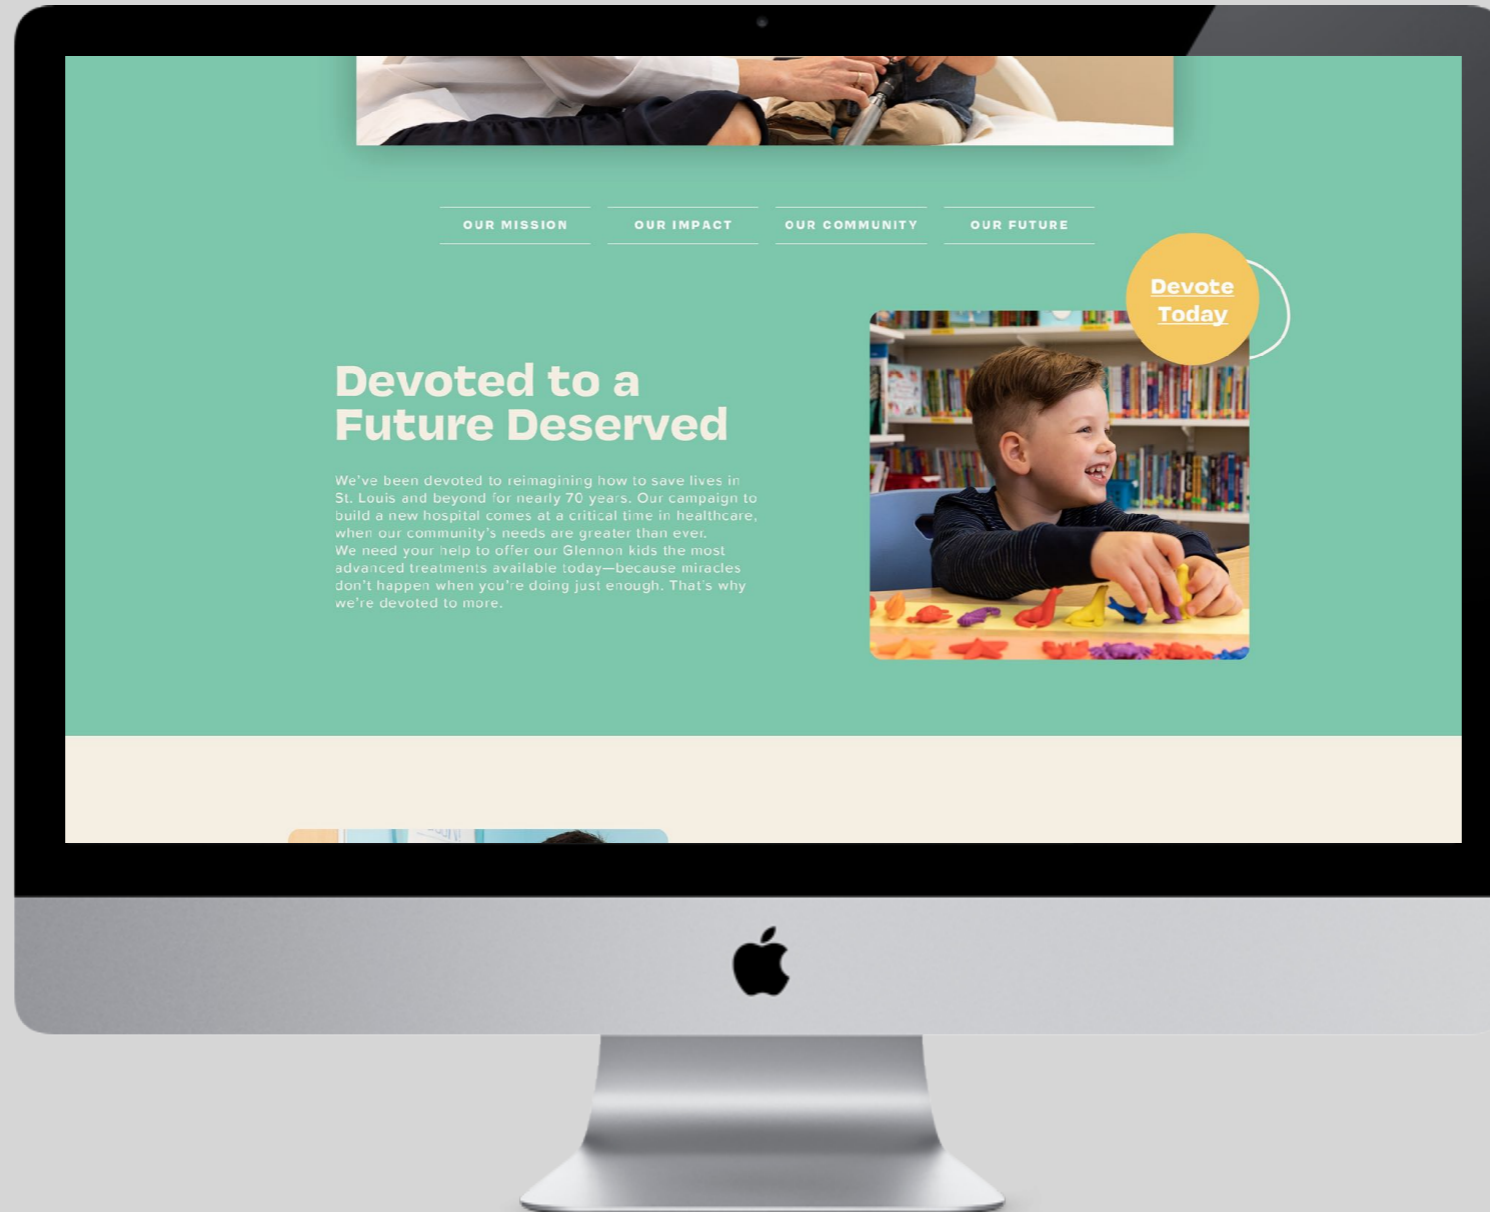 OUR MISSION
OUR IMPACT
OUR COMMUNITY
OUR FUTURE
Devote
Today
Devoted to a
Future Deserved
We've been devoted to reimagining how to save lives in
St. Louis and beyond for nearly 70 years. Our campaign to
build a new hospital comes at a critical time in healthcare,
when our community's needs are greater than ever.
We need your help to offer our Glennon kids the most
advanced treatments available today—because miracles
don't happen when you're doing just enough. That's why
we're devoted to more.